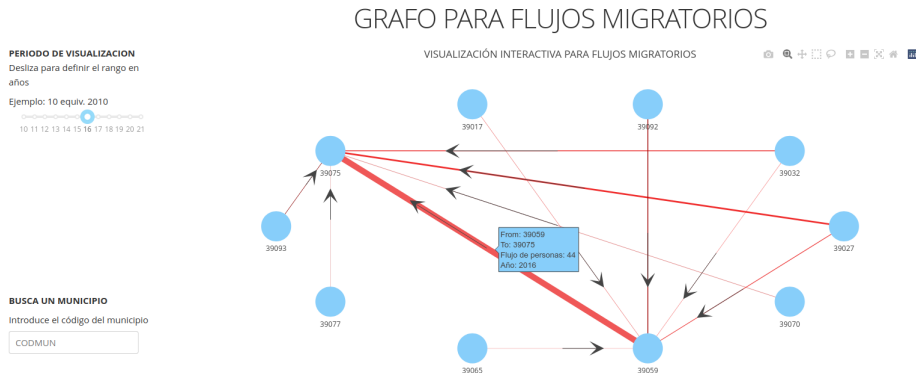 GRAFO PARA FLUJOS MIGRATORIOS
PERIODO DE VISUALIZACION
Desliza para definir el rango en
años
Ejemplo: 10 equiv. 2010
10 11 12 13 14 15 16 17 18 19 20 21
BUSCA UN MUNICIPIO
Introduce el código del municipio
CODMUN
VISUALIZACIÓN INTERACTIVA PARA FLUJOS MIGRATORIOS
39017
39092
39075
39032
39093
39027
From: 39059
To: 39075
Flujo de personas: 44
Año: 2016
39077
39070
39065
39059